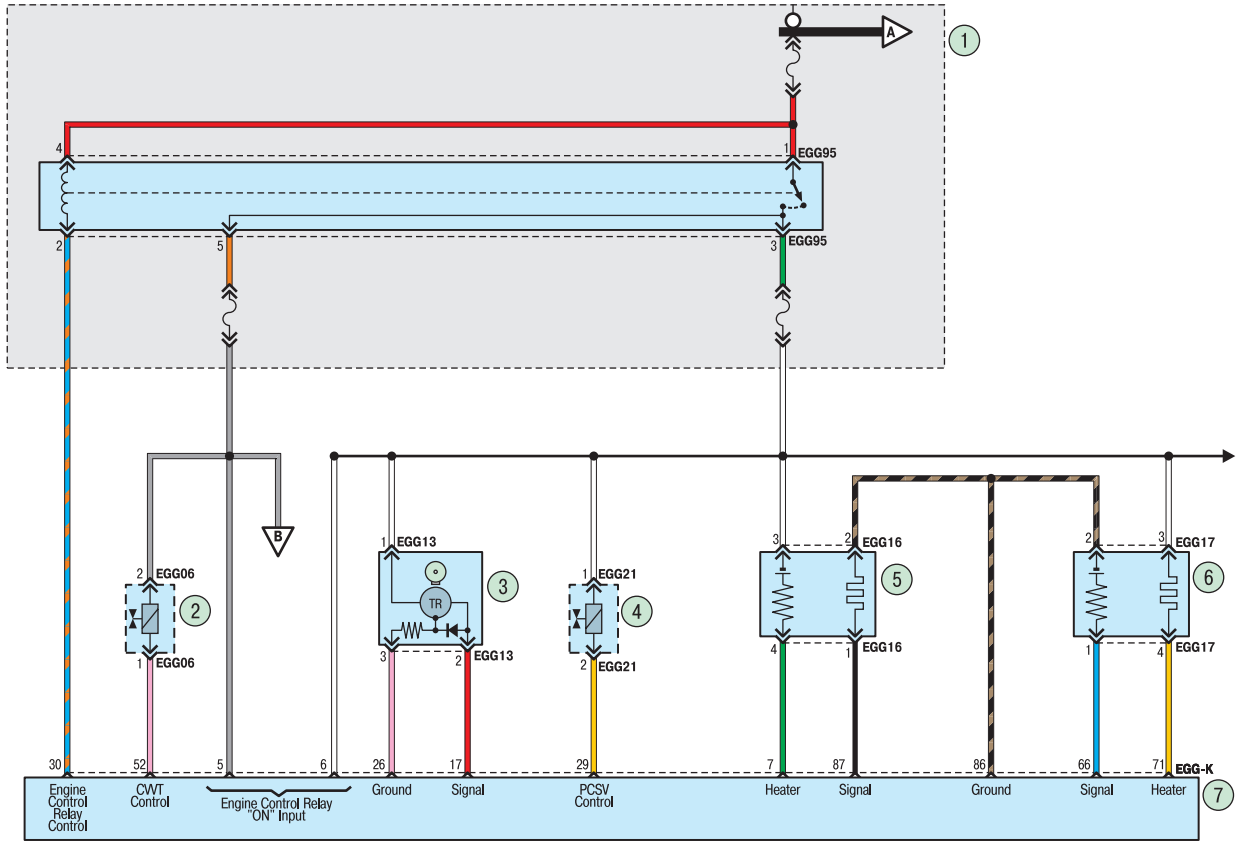 A
1
4
1
EGG95
2
5
3
EGG95
B
2
EGG06
2
1
EGG06
1
EGG13
TR
3
3
2
EGG13
1
EGG21
4
2
EGG21
3
2
EGG16
5
4
1
EGG16
2
3
EGG17
6
1
4
EGG17
30
52
5
6
26
17
29
7
87
86
66
71
EGG-K
Engine
Control
Relay
Control
CWT
Control
Engine Control Relay
"ON" Input
Ground
Signal
PCSV
Control
Heater
Signal
Ground
Signal
Heater
7